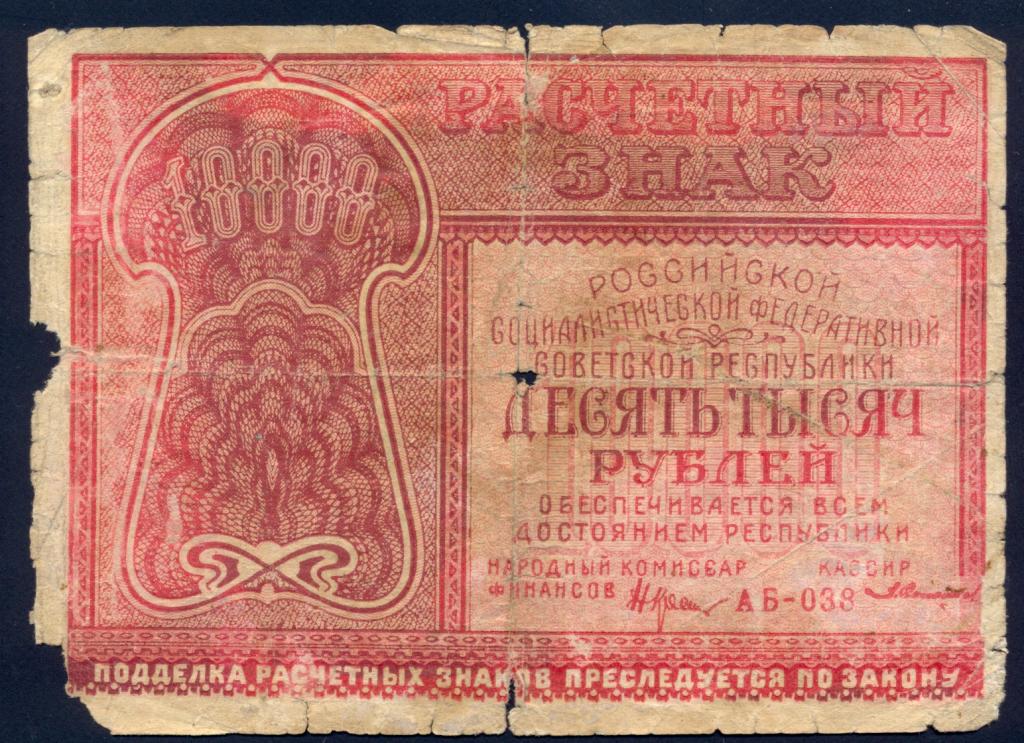 РАСЧЕТНЫЙ
ЗНАК
10000
10000
РОССИЙСКОЙ
СОЦИАЛИСТИЧЕСКОЙ ФЕДЕРАТИВНОЙ
СОВЕТСКОЙ РЕСПУБЛИКИ
ДЕСЯТЬ ТЫСЯЧ
РУБЛЕЙ
ОБЕСПЕЧИВАЕТСЯ ВСЕМ
ДОСТОЯНИЕМ РЕСПУБЛИКИ
НАРОДНЫЙ КОМИССАР КАССИР
ФИНАНСОВ АБ-038
ПОДДЕЛКА РАСЧЕТНЫХ ЗНАКОВ ПРЕСЛЕДУЕТСЯ ПО ЗАКОНУ